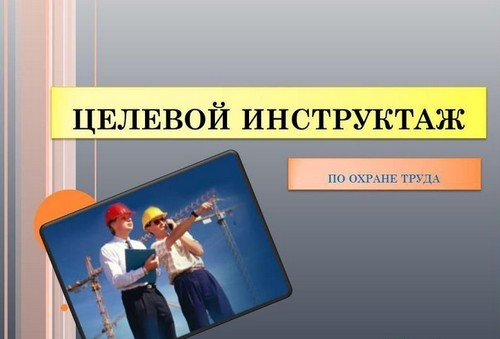 ЦЕЛЕВОЙ ИНСТРУКТАЖ
ПО ОХРАНЕ ТРУДА